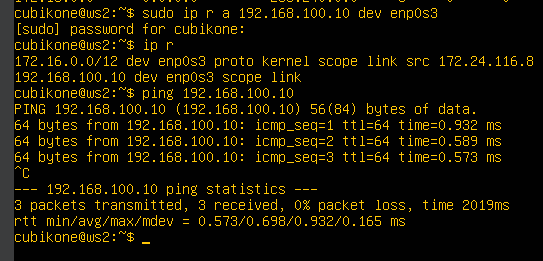 cubikone@ws2:~$ sudo ip r a 192.168.100.10 dev enp0s3
[sudo] password for cubikone:
cubikone@ws2:~$ ip r
172.16.0.0/12 dev enp0s3 proto kernel scope link src 172.24.116.8
192.168.100.10 dev enp0s3 scope link
cubikone@ws2:~$ ping 192.168.100.10
PING 192.168.100.10 (192.168.100.10) 56(84) bytes of data.
64 bytes from 192.168.100.10: icmp_seq=1 ttl=64 time=0.932 ms
64 bytes from 192.168.100.10: icmp_seq=2 ttl=64 time=0.589 ms
64 bytes from 192.168.100.10: icmp_seq=3 ttl=64 time=0.573 ms
^C
--- 192.168.100.10 ping statistics ---
3 packets transmitted, 3 received, 0% packet loss, time 2019ms
rtt min/avg/max/mdev = 0.573/0.698/0.932/0.165 ms
cubikone@ws2:~$ _